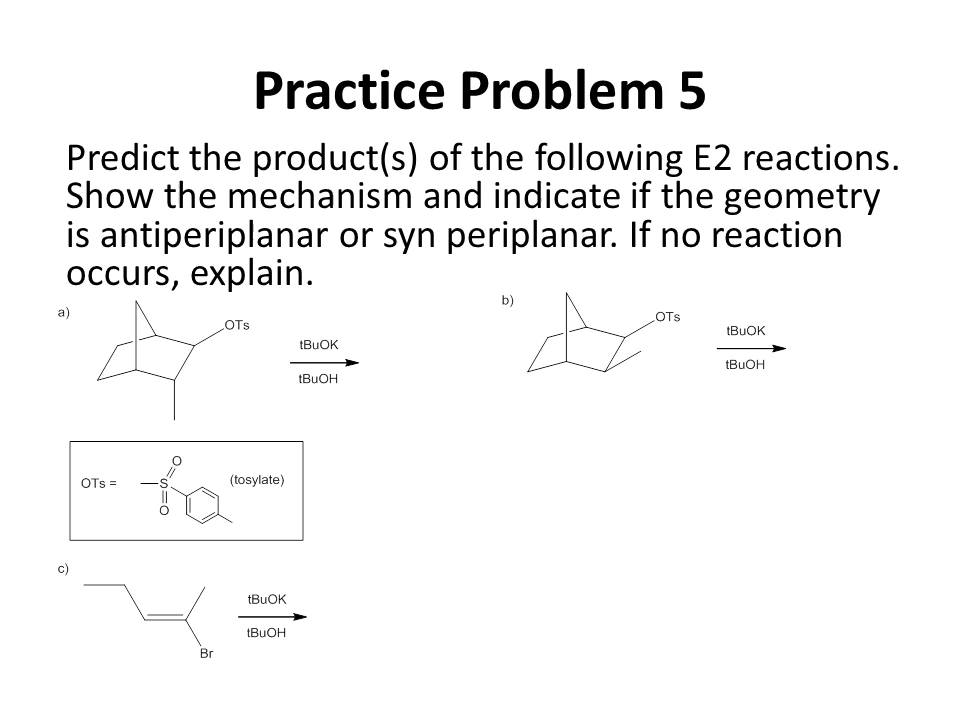 Practice Problem 5
Predict the product(s) of the following E2 reactions.
Show the mechanism and indicate if the geometry
is antiperiplanar or syn periplanar. If no reaction
occurs, explain.
a)
OTs
tBuOK
tBuOH
b)
OTs
tBuOK
tBuOH
OTs =
O
S
O
(tosylate)
c)
Br
tBuOK
tBuOH